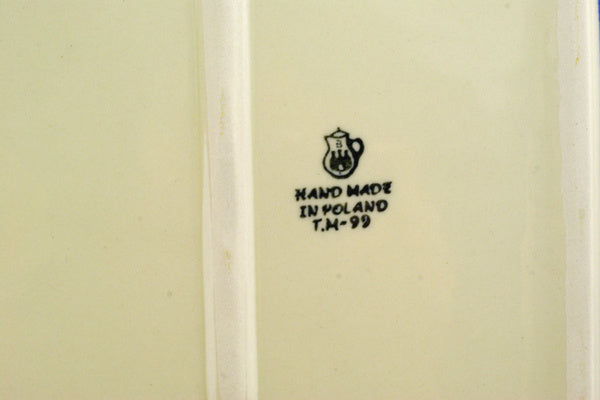 B
HAND MADE
IN POLAND
T.M-99